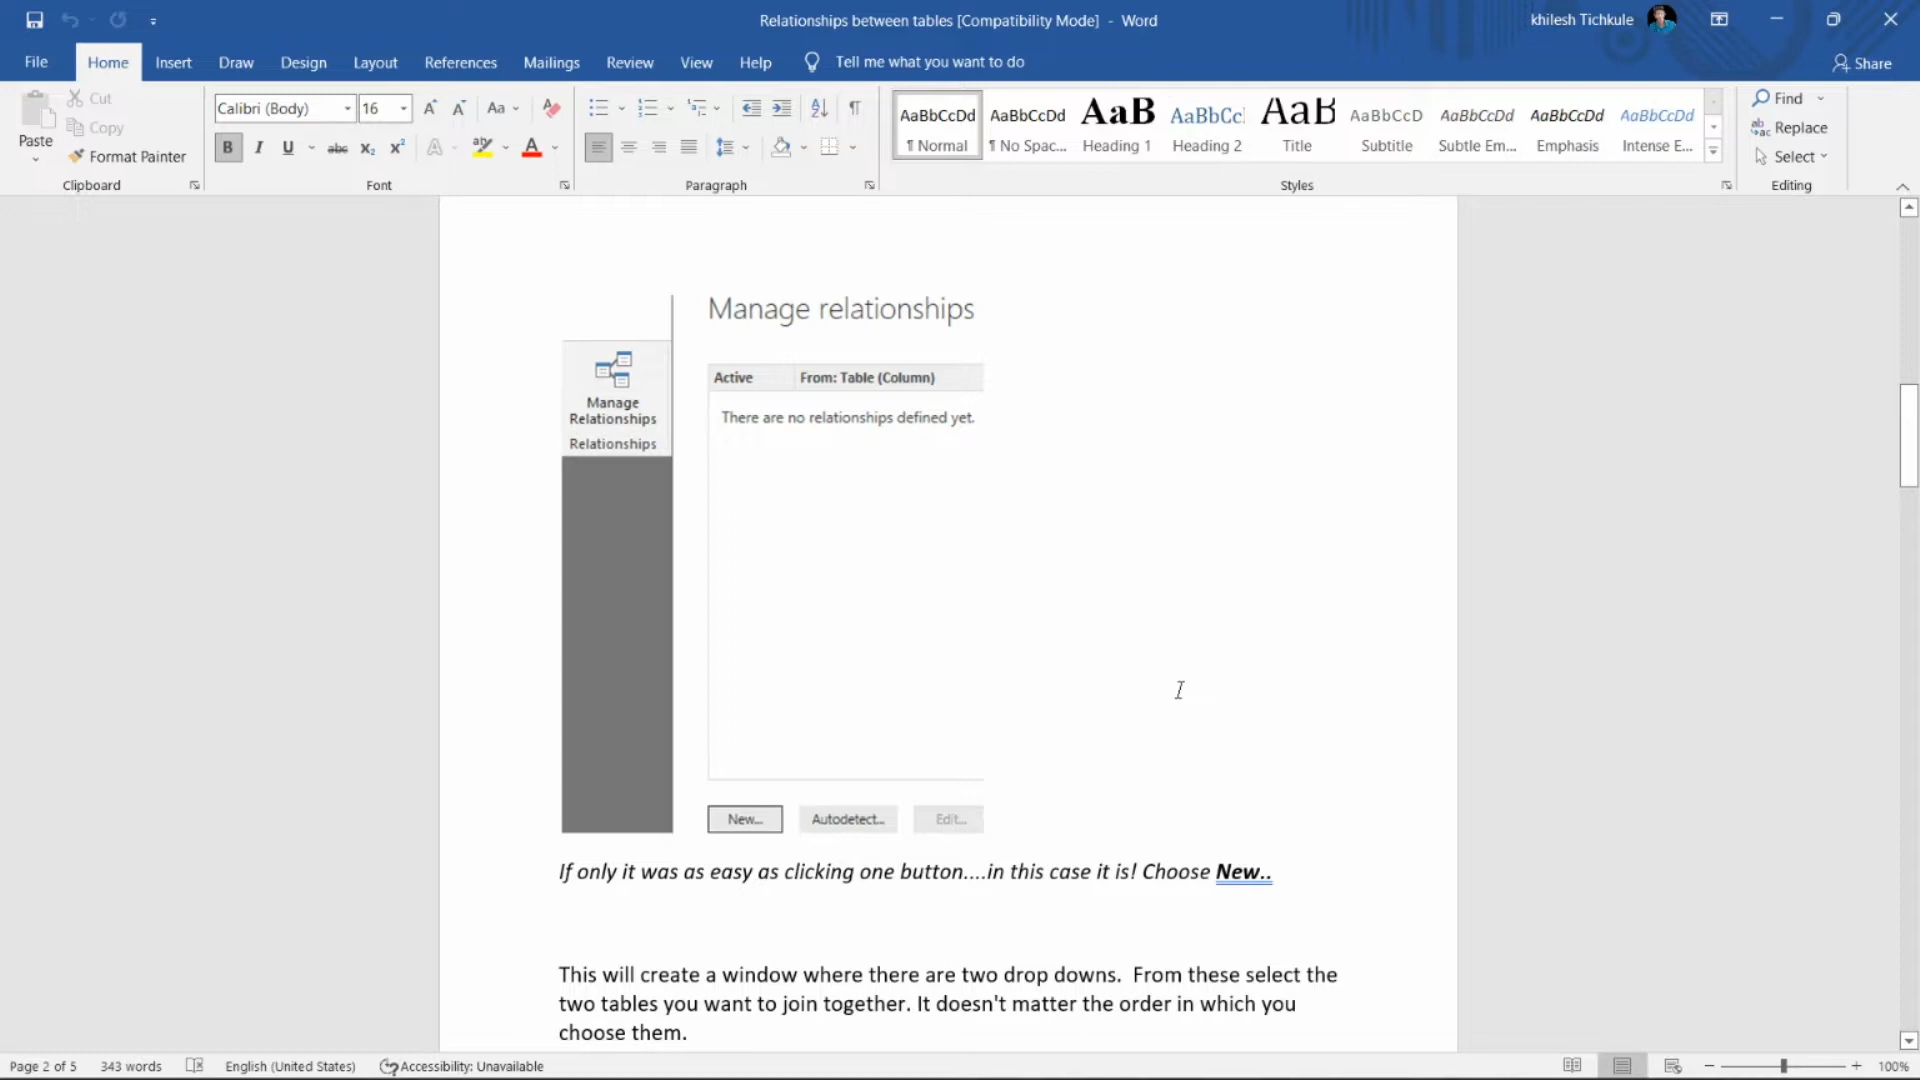 Relationships between tables [Compatibility Mode] - Word
khilesh Tichkule
File Home Insert Draw Design Layout References Mailings Review View Help Tell me what you want to do
Share
Paste
Cut
Copy
Format Painter
Clipboard
Calibri (Body) 16
Font
Paragraph
AaBbCcDd AaBbCcDd AaB AaBbCc AaB AaBbCcD AaBbCcDd AaBbCcDd AaBbCcDd
¶ Normal ¶ No Spac... Heading 1 Heading 2 Title Subtitle Subtle Em... Emphasis Intense E...
Styles
Find
Replace
Select
Editing
Manage relationships
Manage
Relationships
Relationships
Active From: Table (Column)
There are no relationships defined yet.
New... Autodetect... Edit...
If only it was as easy as clicking one button....in this case it is! Choose New..
This will create a window where there are two drop downs. From these select the
two tables you want to join together. It doesn't matter the order in which you
choose them.
Page 2 of 5 343 words English (United States) Accessibility: Unavailable 100%